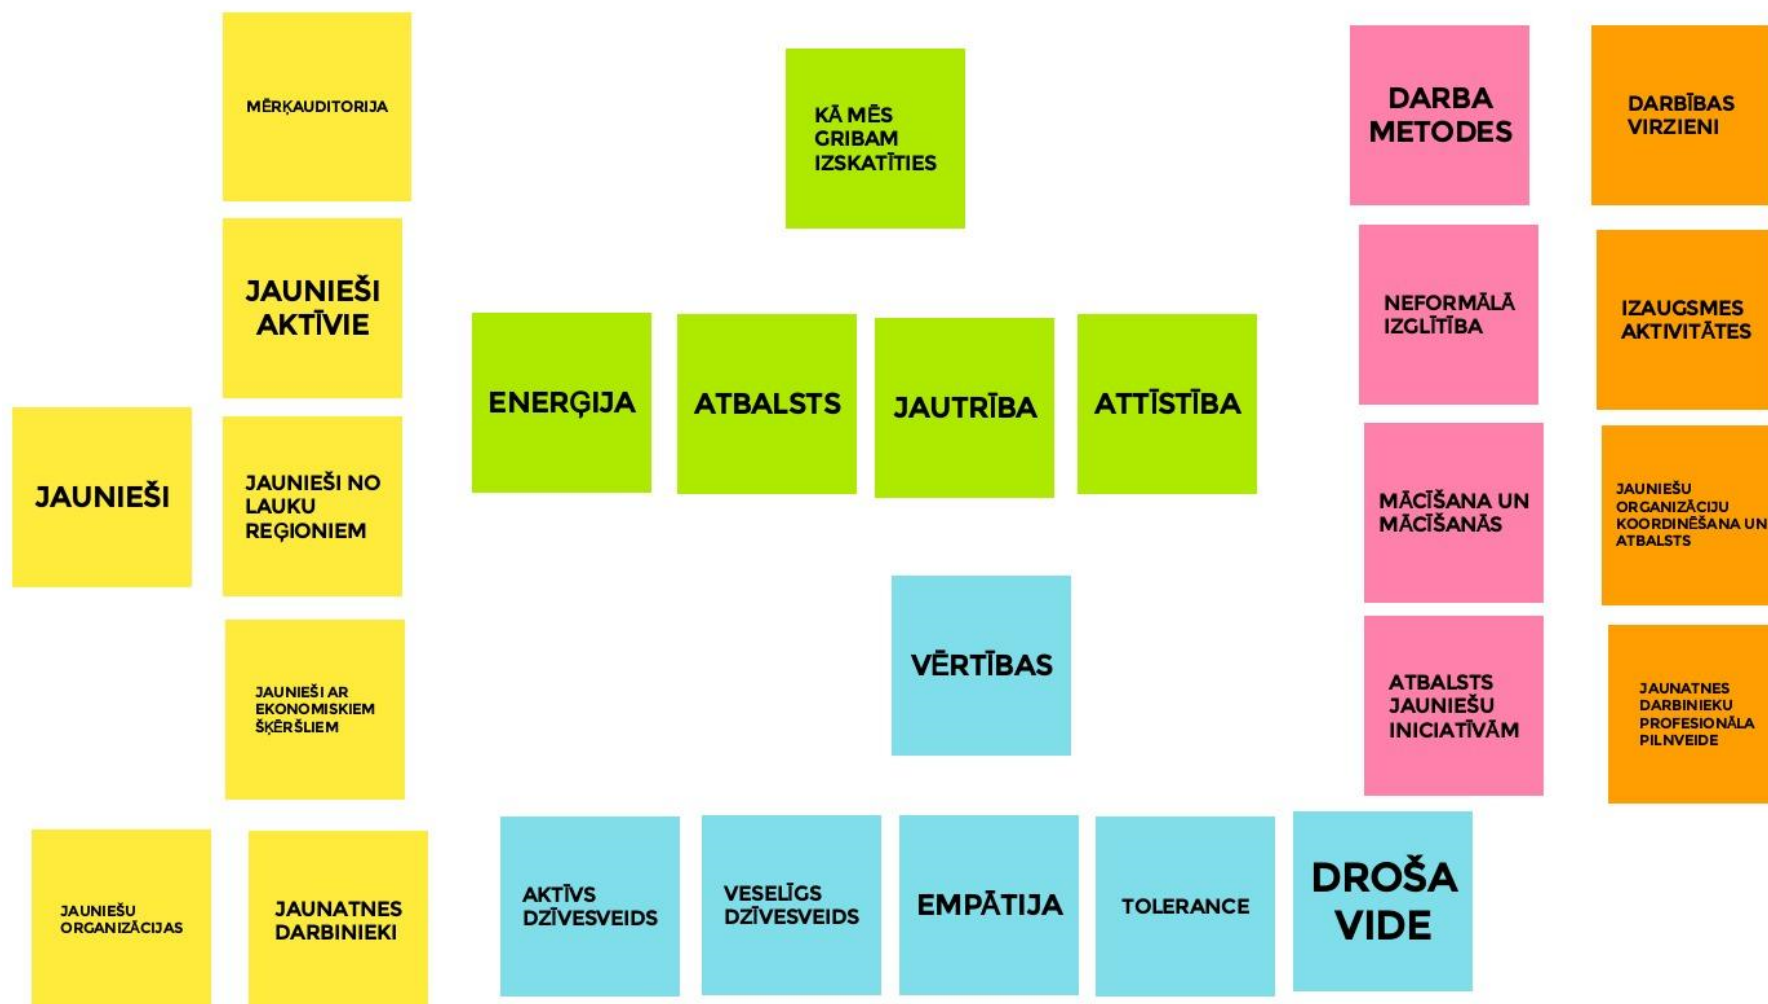 MĒRĶAUDITORIJA
JAUNIEŠI
AKTĪVIE
JAUNIEŠI
JAUNIEŠI NO
LAUKU
REĢIONIEM
JAUNIEŠI AR
EKONOMISKIEM
ŠĶĒRŠLIEM
JAUNIEŠU
ORGANIZĀCIJAS
JAUNATNES
DARBINIEKI
KĀ MĒS
GRIBAM
IZSKATĪTIES
ENERĢIJA
ATBALSTS
JAUTRĪBA
ATTĪSTĪBA
VĒRTĪBAS
AKTĪVS
DZĪVESVEIDS
VESELĪGS
DZĪVESVEIDS
EMPĀTIJA
TOLERANCE
DROŠA
VIDE
DARBA
METODES
NEFORMĀLĀ
IZGLĪTĪBA
MĀCĪŠANA UN
MĀCĪŠANĀS
ATBALSTS
JAUNIEŠU
INICIATĪVĀM
DARBĪBAS
VIRZIENI
IZAUGSMES
AKTIVITĀTES
JAUNIEŠU
ORGANIZĀCIJU
KOORDINĒŠANA UN
ATBALSTS
JAUNATNES
DARBINIEKU
PROFESIONĀLA
PILNVEIDE